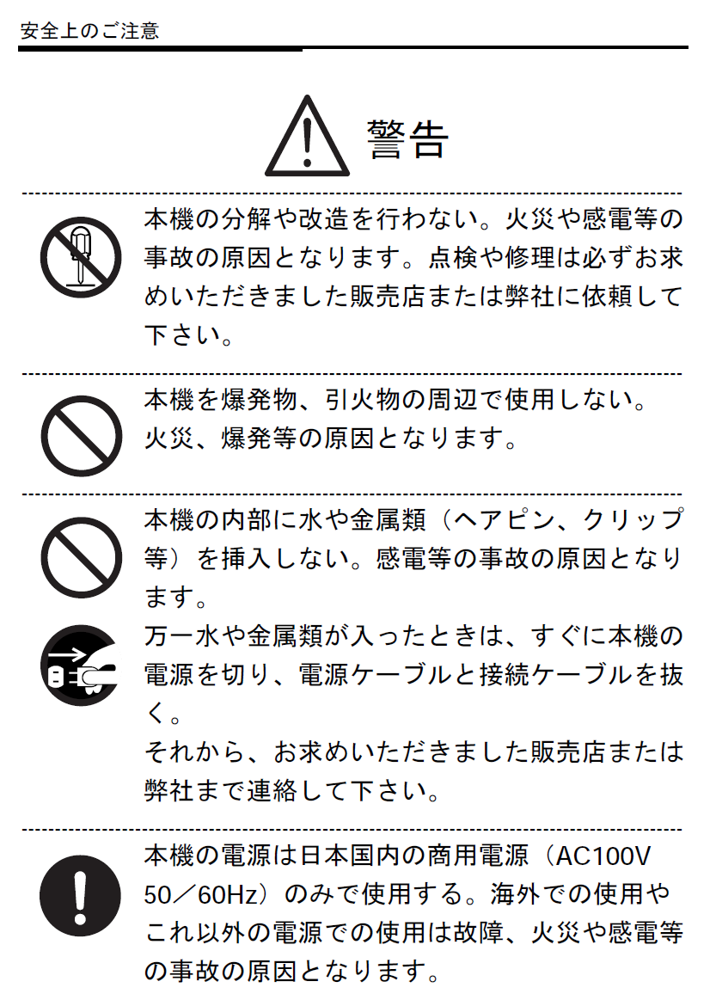 安全上のご注意
警告
本機の分解や改造を行わない。火災や感電等の
事故の原因となります。点検や修理は必ずお求
めいただきました販売店または弊社に依頼して
下さい。
本機を爆発物、引火物の周辺で使用しない。
火災、爆発等の原因となります。
本機の内部に水や金属類（ヘアピン、クリップ
等）を挿入しない。感電等の事故の原因となり
ます。
万一水や金属類が入ったときは、すぐに本機の
電源を切り、電源ケーブルと接続ケーブルを抜
く。
それから、お求めいただきました販売店または
弊社まで連絡して下さい。
本機の電源は日本国内の商用電源（AC100V
50／60Hz）のみで使用する。海外での使用や
これ以外の電源での使用は故障、火災や感電等
の事故の原因となります。